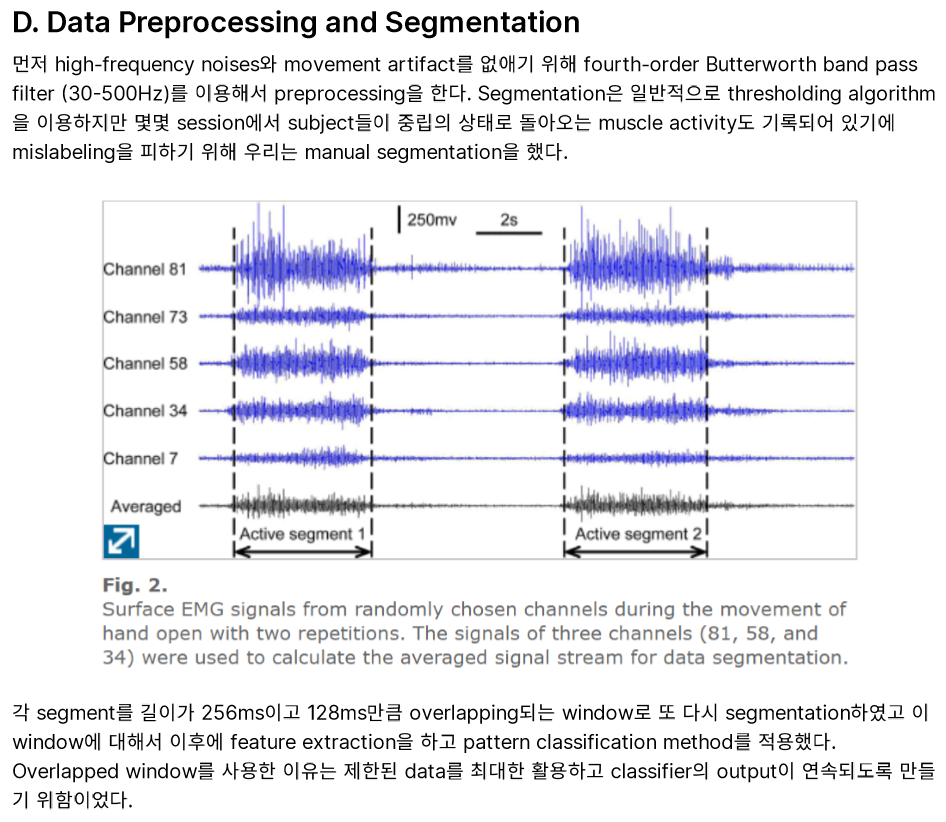 D. Data Preprocessing and Segmentation
먼저 high-frequency noises와 movement artifact를 없애기 위해 fourth-order Butterworth band pass
filter (30-500Hz)를 이용해서 preprocessing을 한다. Segmentation은 일반적으로 thresholding algorithm
을 이용하지만 몇몇 session에서 subject들이 중립의 상태로 돌아오는 muscle activity도 기록되어 있기에
mislabeling을 피하기 위해 우리는 manual segmentation을 했다.
250mv 2s
Channel 81
Channel 73
Channel 58
Channel 34
Channel 7
Averaged
Active segment 1 Active segment 2
Fig. 2.
Surface EMG signals from randomly chosen channels during the movement of
hand open with two repetitions. The signals of three channels (81, 58, and
34) were used to calculate the averaged signal stream for data segmentation.
각 segment를 길이가 256ms이고 128ms만큼 overlapping되는 window로 또 다시 segmentation하였고 이
window에 대해서 이후에 feature extraction을 하고 pattern classification method를 적용했다.
Overlapped window를 사용한 이유는 제한된 data를 최대한 활용하고 classifier의 output이 연속되도록 만들
기 위함이었다.